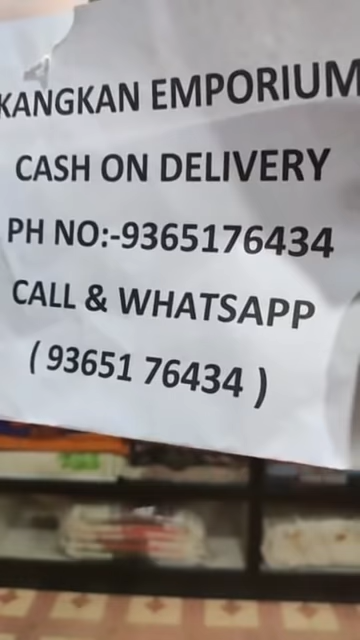 KANGKAN EMPORIUM
CASH ON DELIVERY
PH NO:-9365176434
CALL & WHATSAPP
( 93651 76434 )